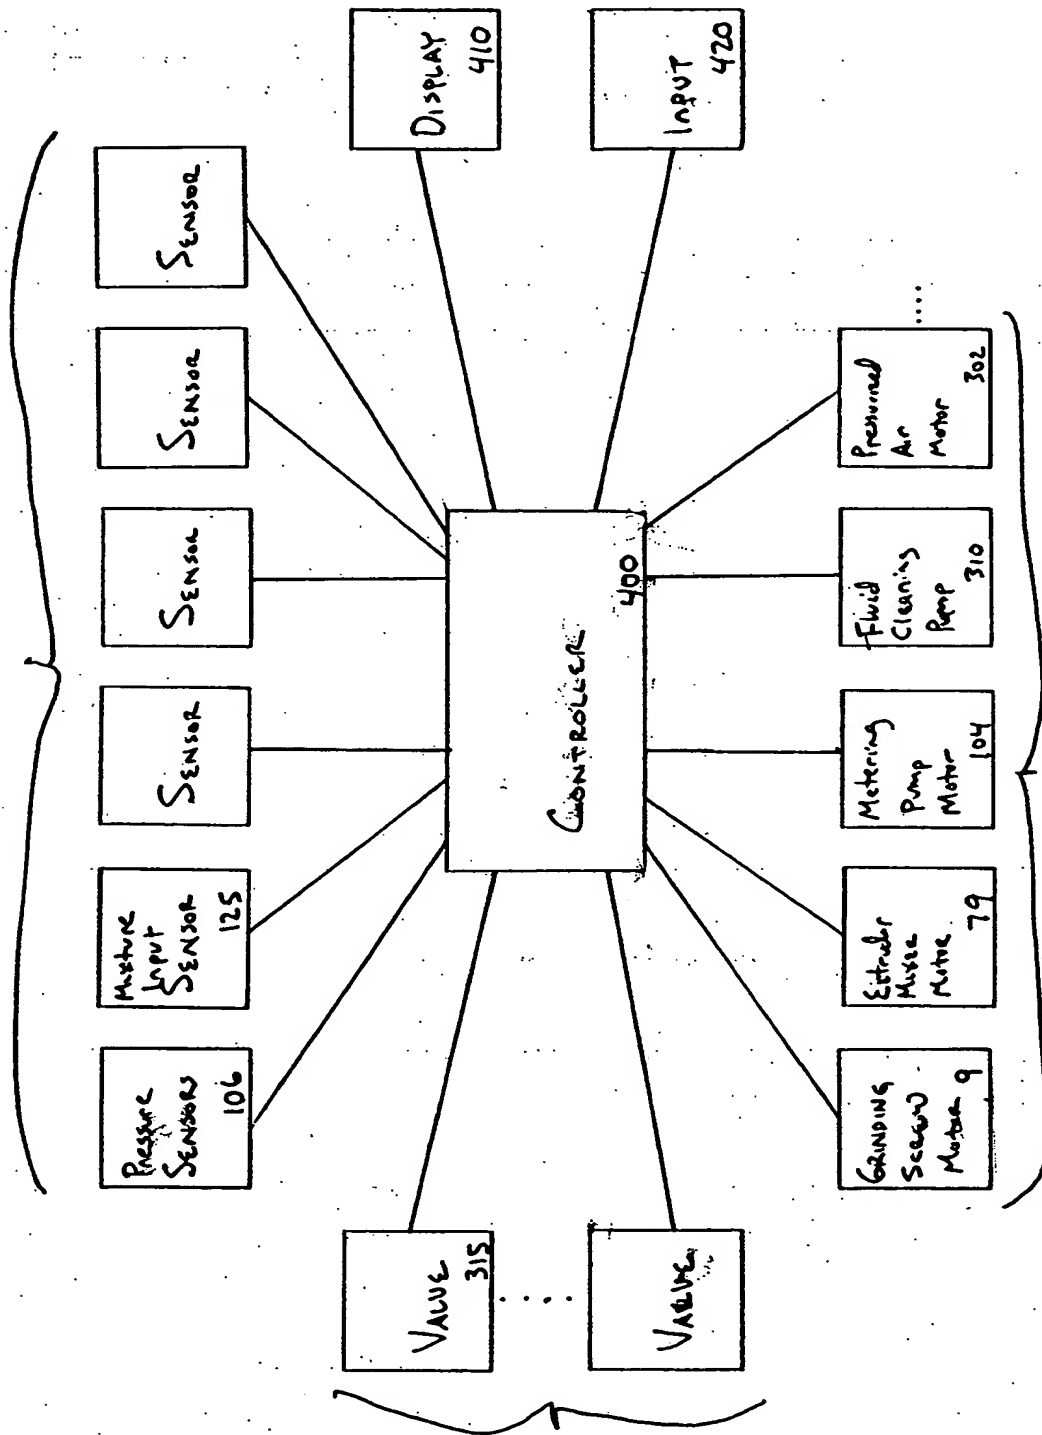 Pressure
SENSORS
106
Mixture
Input
SENSOR
125
SENSOR
SENSOR
SENSOR
SENSOR
VALVE
315
DISPLAY
410
CONTROLLER
400
INPUT
420
GRINDING
SCREW
Motor 9
Extruder
Mixer
Motor
79
Metering
Pump
Motor
104
Fluid
Cleaning
Pump
310
Pressurized
Air
Motor
302